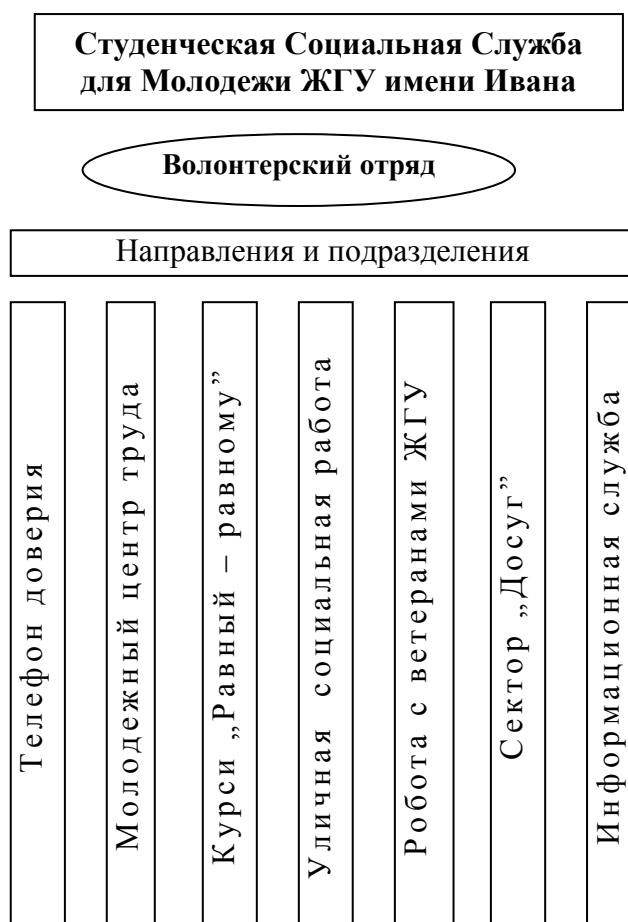 Студенческая Социальная Служба
для Молодежи ЖГУ имени Ивана
Волонтерский отряд
Направления и подразделения
Телефон доверия
Молодежный центр труда
Курси „Равный – равному”
Уличная социальная работа
Робота с ветеранами ЖГУ
Сектор „Досуг”
Информационная служба